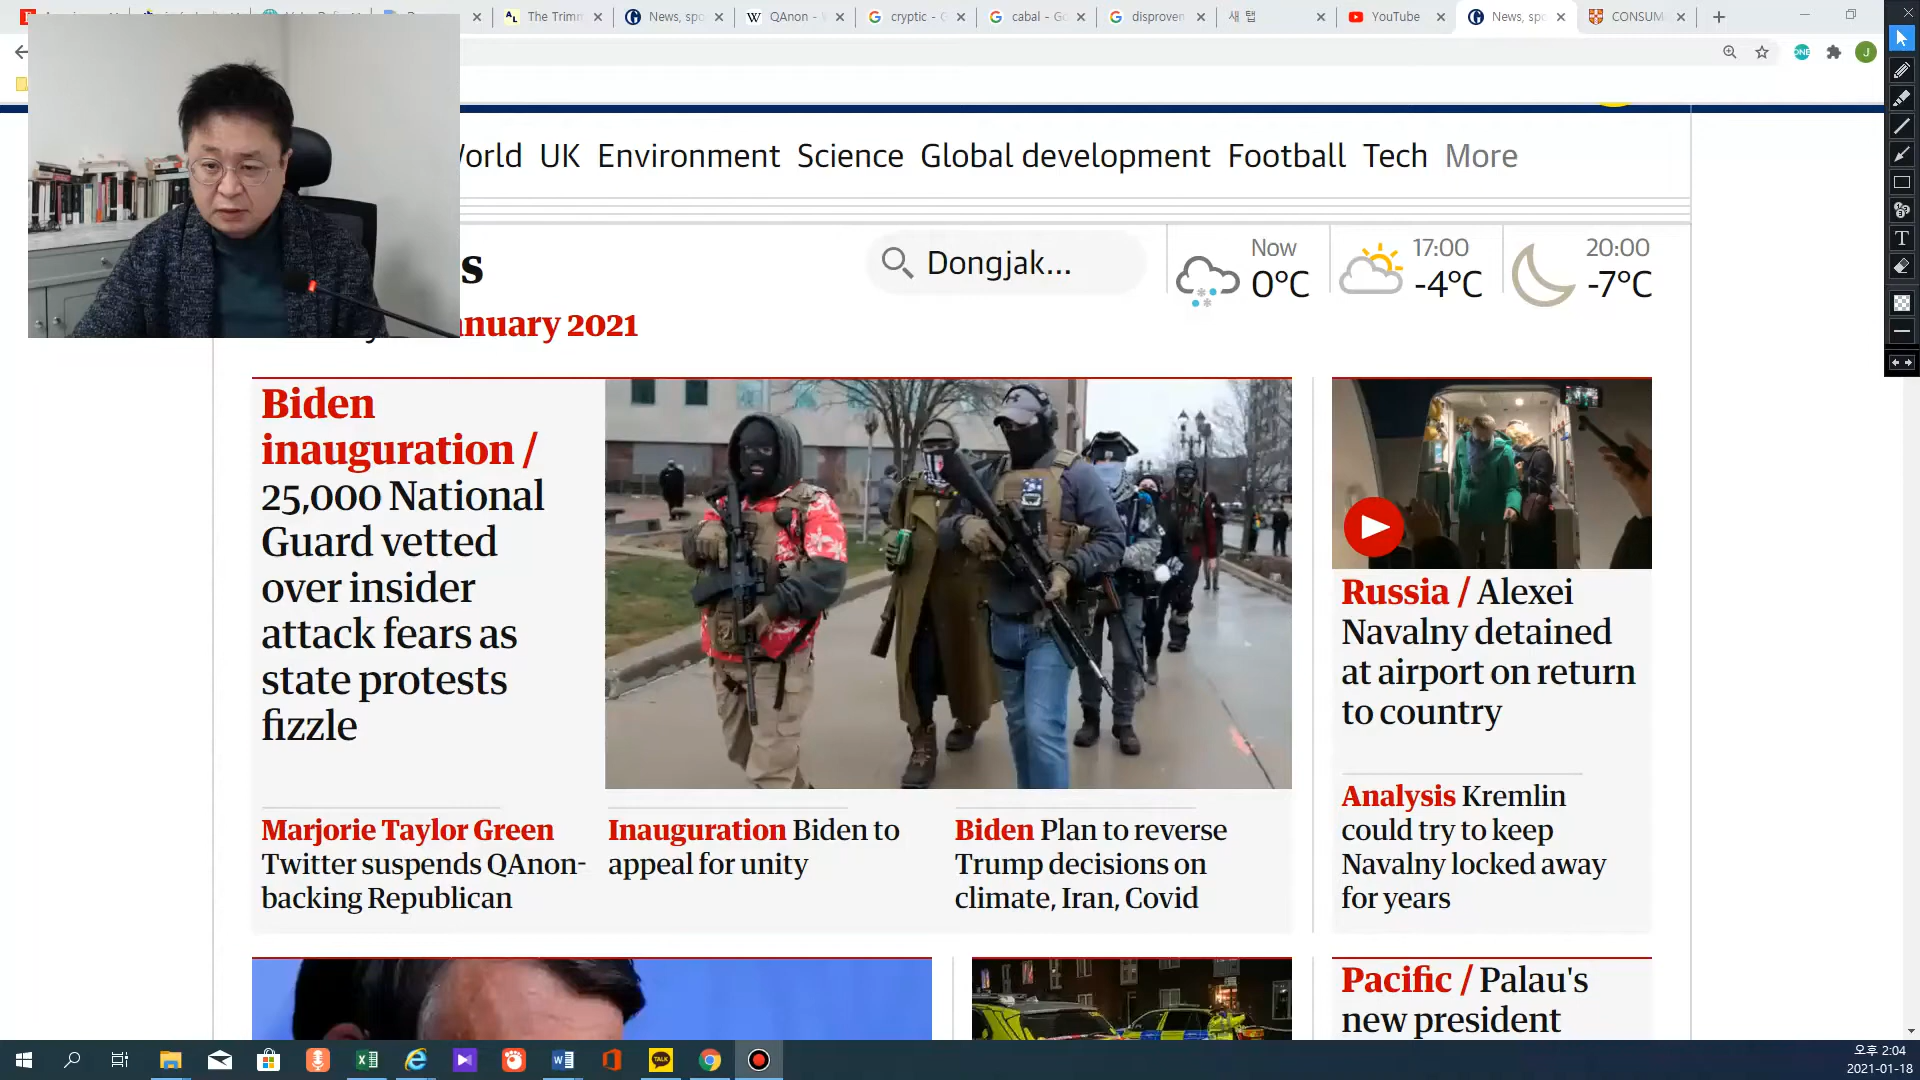 The Trimm
News, spo
QAnon - W
cryptic - G
cabal - Go
disproven
새 탭
YouTube
News, spo
CONSUM
ONE
J
World UK Environment Science Global development Football Tech More
s
Dongjak...
Now
0°C
17:00
-4°C
20:00
-7°C
anuary 2021
Biden
inauguration /
25,000 National
Guard vetted
over insider
attack fears as
state protests
fizzle
Russia / Alexei
Navalny detained
at airport on return
to country
Marjorie Taylor Green
Twitter suspends QAnon-
backing Republican
Inauguration Biden to
appeal for unity
Biden Plan to reverse
Trump decisions on
climate, Iran, Covid
Analysis Kremlin
could try to keep
Navalny locked away
for years
Pacific / Palau's
new president
TALK
오후 2:04
2021-01-18